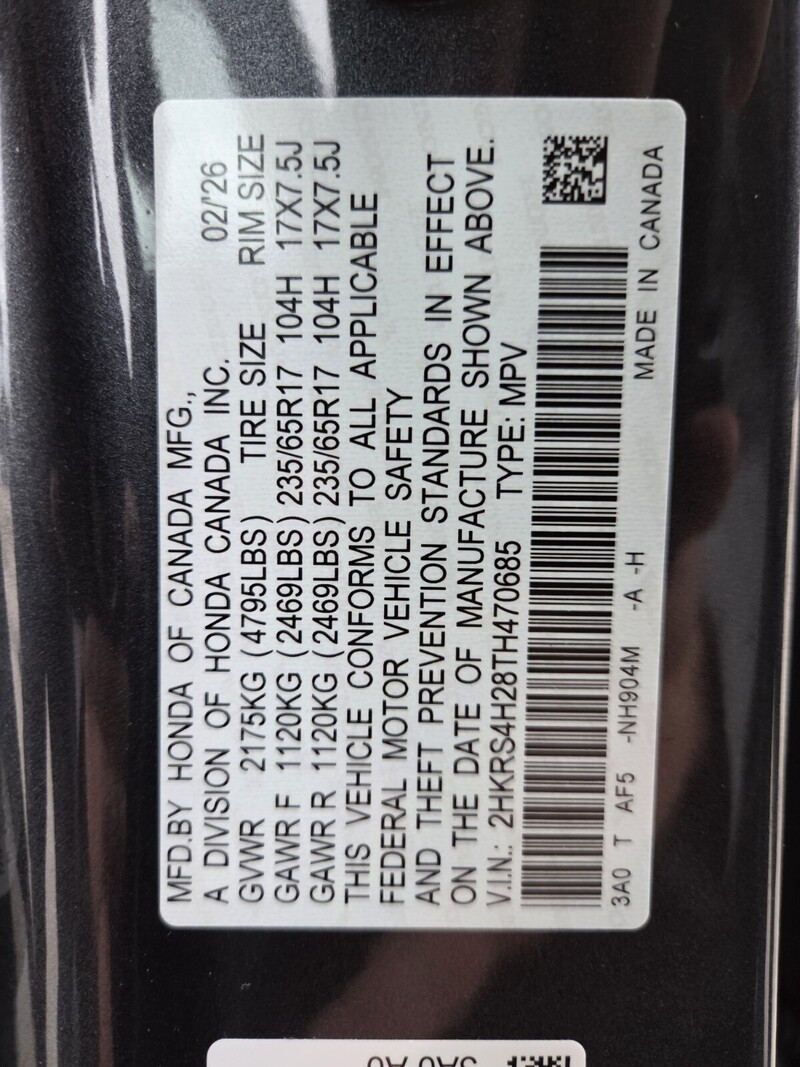 MFD.BY HONDA OF CANADA MFG.,
A DIVISION OF HONDA CANADA INC. 02/'26
GVWR 2175KG (4795LBS) TIRE SIZE RIM SIZE
GAWR F 1120KG (2469LBS) 235/65R17 104H 17X7.5J
GAWR R 1120KG (2469LBS) 235/65R17 104H 17X7.5J
THIS VEHICLE CONFORMS TO ALL APPLICABLE
FEDERAL MOTOR VEHICLE SAFETY
AND THEFT PREVENTION STANDARDS IN EFFECT
ON THE DATE OF MANUFACTURE SHOWN ABOVE.
V.I.N.: 2HKRS4H28TH470685 TYPE: MPV
3A0 T AF5 -NH904M -A -H
MADE IN CANADA